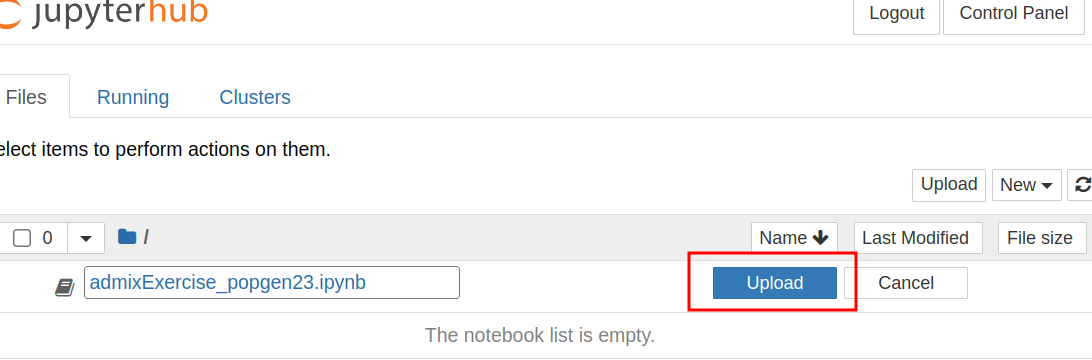 jupyterhub
Logout Control Panel
Files Running Clusters
elect items to perform actions on them.
Upload New
0 / Name Last Modified File size
admixExercise_popgen23.ipynb Upload Cancel
The notebook list is empty.